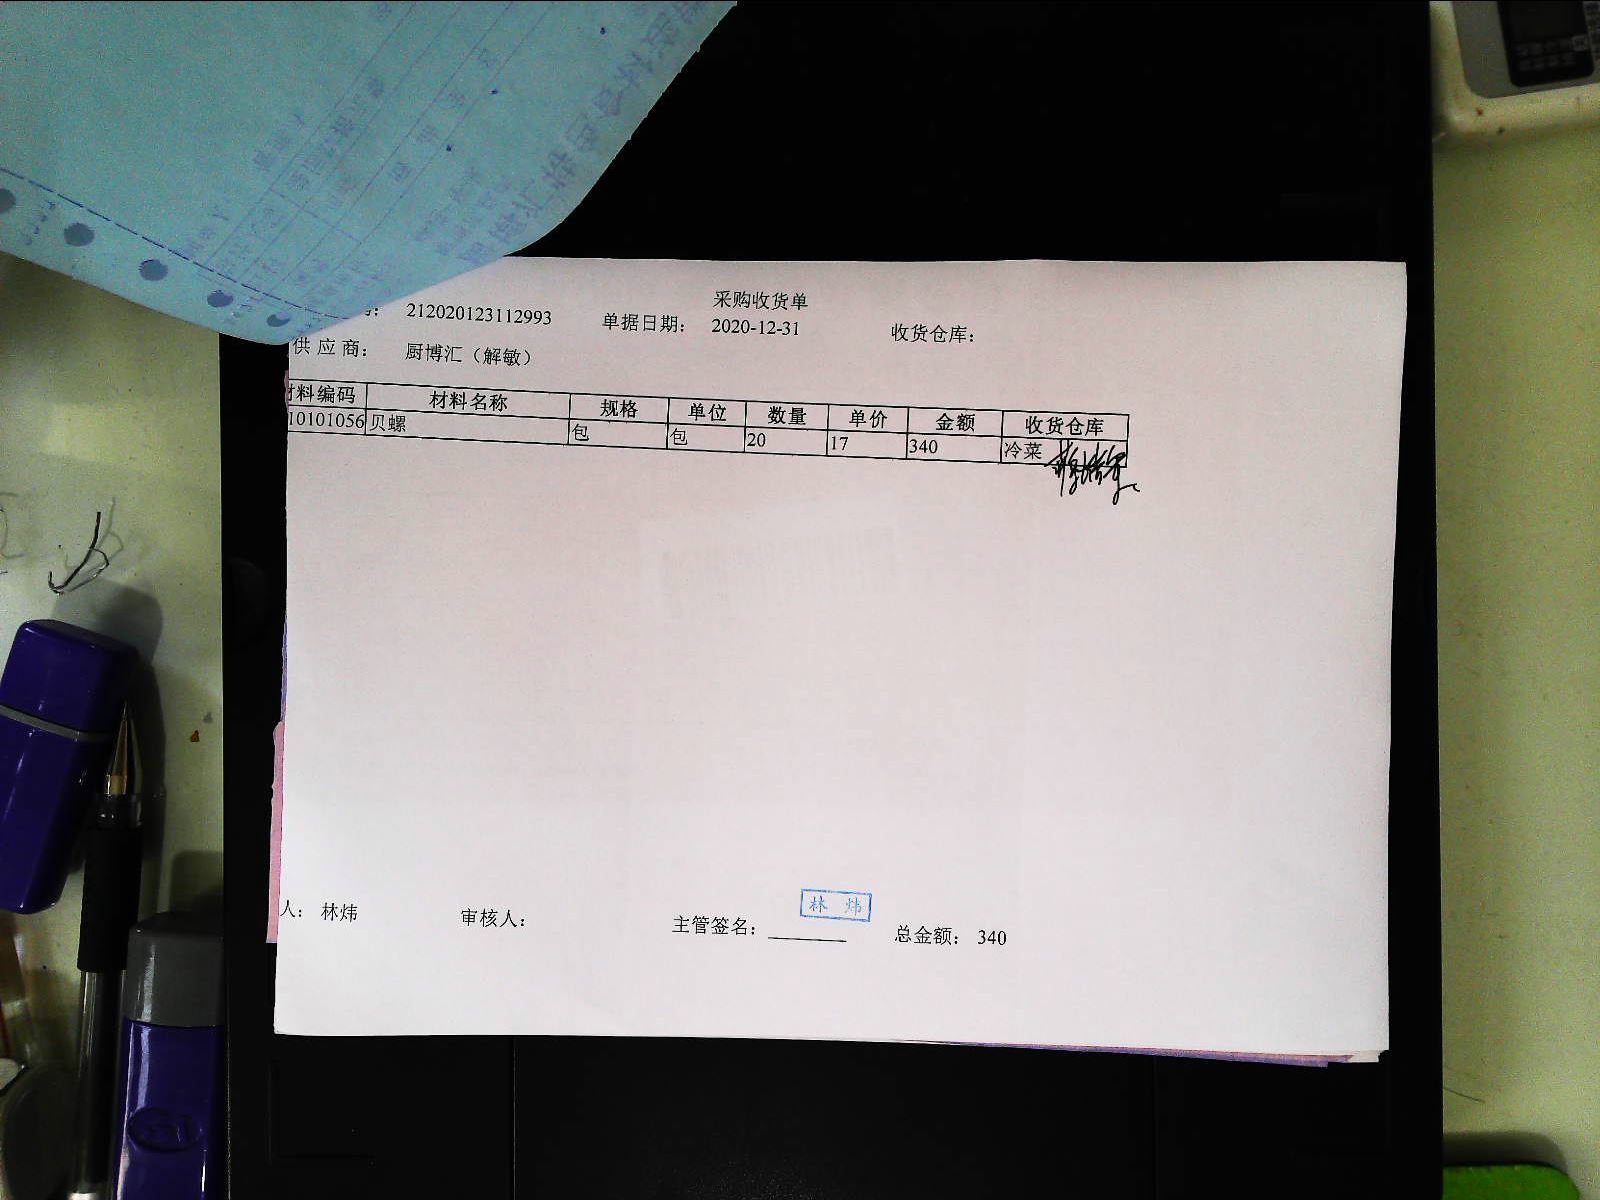 采购收货单
212020123112993 单据日期： 2020-12-31 收货仓库：
供 应 商： 厨博汇（解敏）
材料编码 材料名称 规格 单位 数量 单价 金额 收货仓库
10101056 贝螺 包 包 20 17 340 冷菜
林 炜
人： 林炜 审核人： 主管签名： 总金额： 340